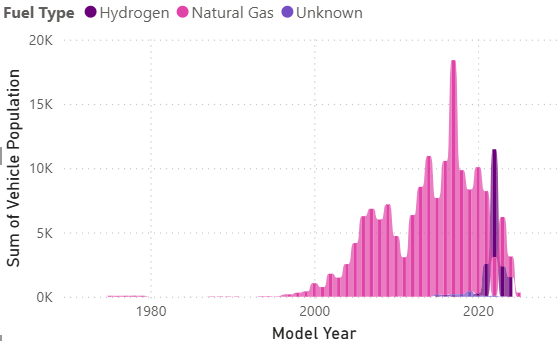 Fuel Type Hydrogen Natural Gas Unknown
20K
15K
10K
5K
0K
Sum of Vehicle Population
1980 2000 2020
Model Year